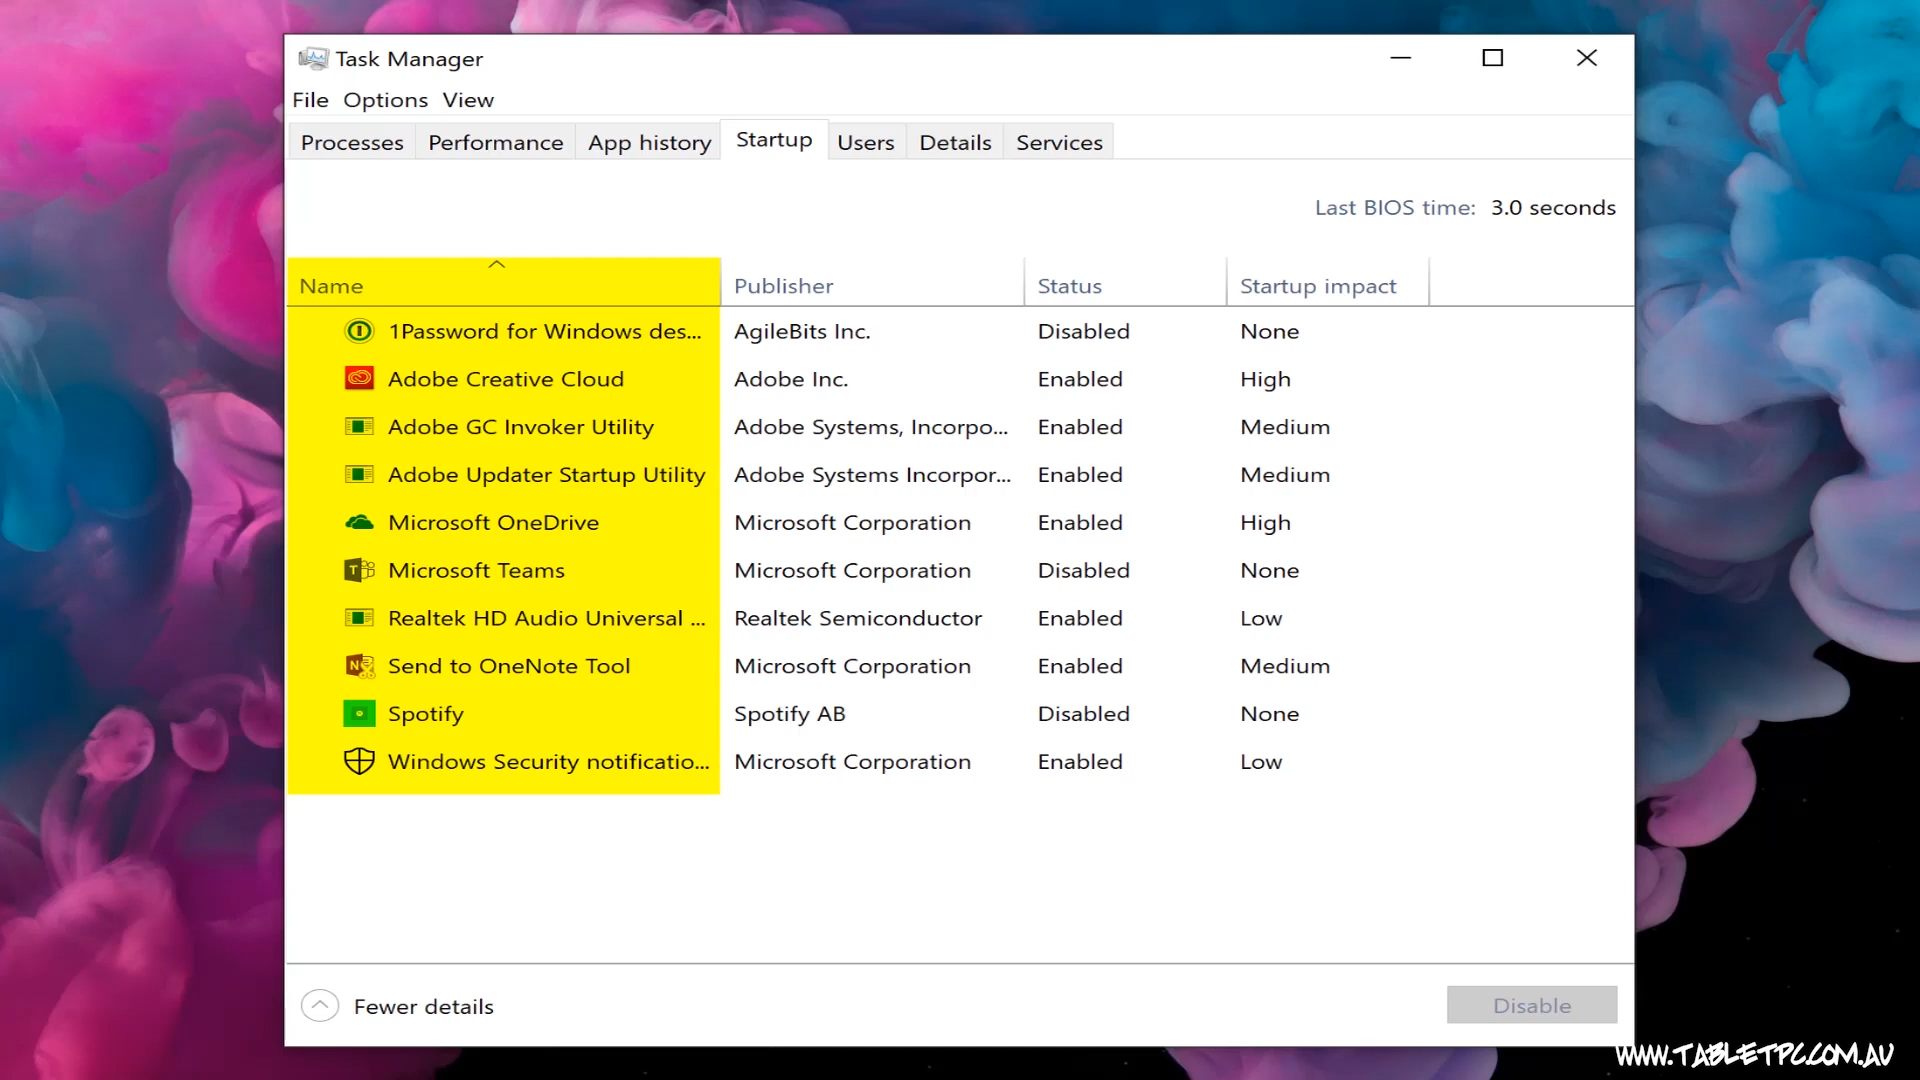 Task Manager
File Options View
Processes Performance App history Startup Users Details Services
Last BIOS time: 3.0 seconds
Name Publisher Status Startup impact
1Password for Windows des... AgileBits Inc. Disabled None
Adobe Creative Cloud Adobe Inc. Enabled High
Adobe GC Invoker Utility Adobe Systems, Incorpo... Enabled Medium
Adobe Updater Startup Utility Adobe Systems Incorpor... Enabled Medium
Microsoft OneDrive Microsoft Corporation Enabled High
Microsoft Teams Microsoft Corporation Disabled None
Realtek HD Audio Universal ... Realtek Semiconductor Enabled Low
Send to OneNote Tool Microsoft Corporation Enabled Medium
Spotify Spotify AB Disabled None
Windows Security notificatio... Microsoft Corporation Enabled Low
Fewer details Disable
WWW.TABLETPC.COM.AU